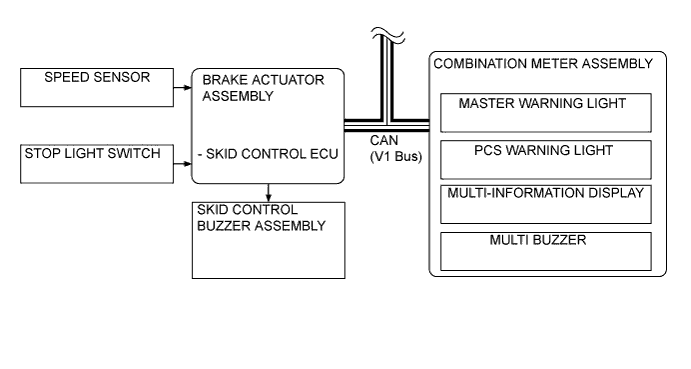 SPEED SENSOR
STOP LIGHT SWITCH
BRAKE ACTUATOR
ASSEMBLY
- SKID CONTROL ECU
SKID CONTROL
BUZZER ASSEMBLY
CAN
(V1 Bus)
COMBINATION METER ASSEMBLY
MASTER WARNING LIGHT
PCS WARNING LIGHT
MULTI-INFORMATION DISPLAY
MULTI BUZZER